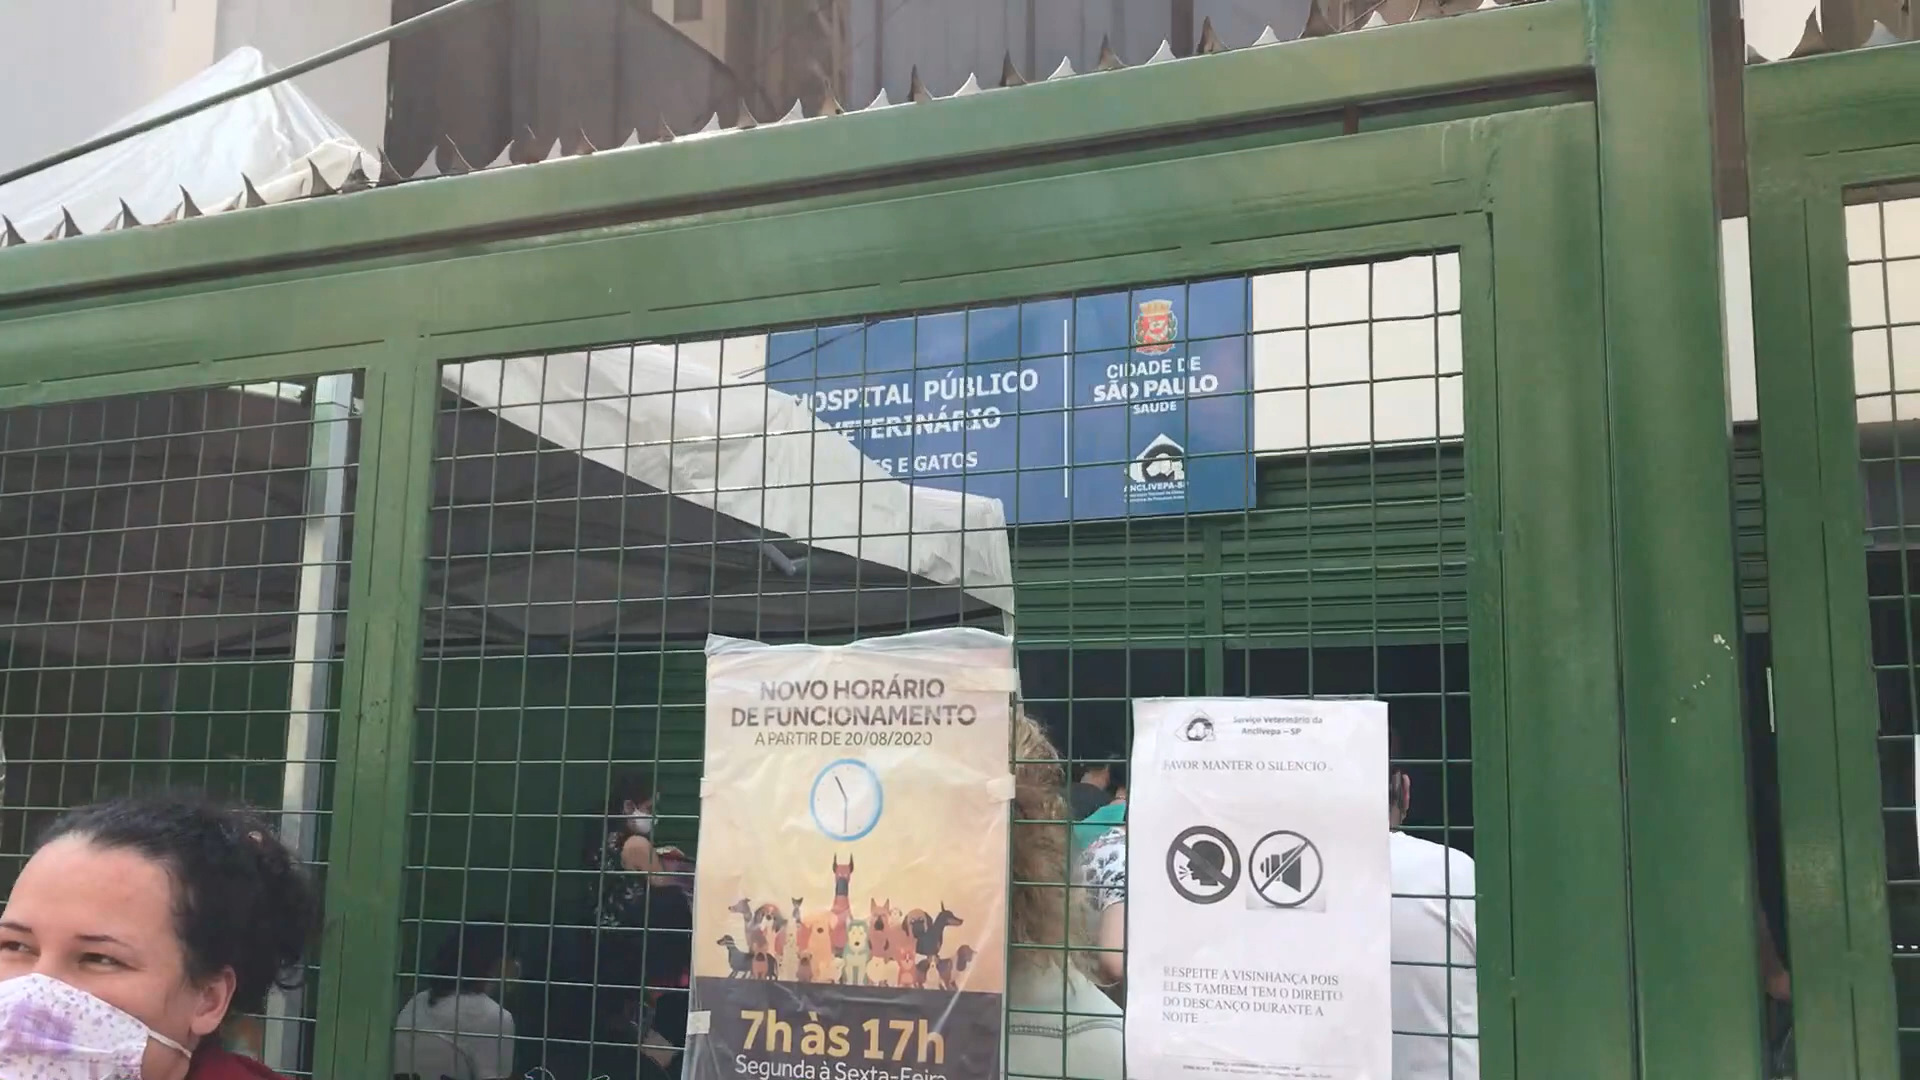 HOSPITAL PÚBLICO
VETERINÁRIO
E GATOS
CIDADE DE
SÃO PAULO
SAUDE
ANCLIVEPA-SP
NOVO HORÁRIO
DE FUNCIONAMENTO
A PARTIR DE 20/08/2020
7h às 17h
Segunda à Sexta-Feira
Serviço Veterinário da
Anclivepa – SP
FAVOR MANTER O SILENCIO.
RESPEITE A VISINHANÇA POIS
ELES TAMBEM TEM O DIREITO
DO DESCANÇO DURANTE A
NOITE